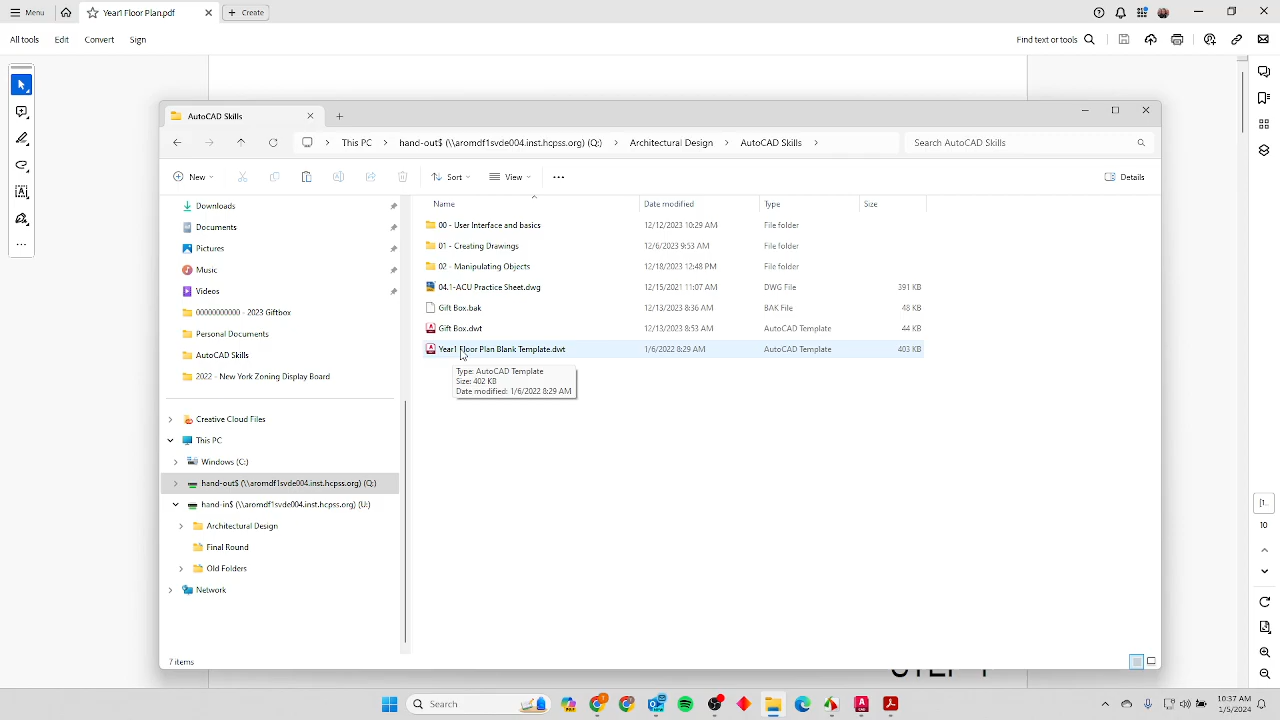 Menu
Year1 Floor Plan.pdf
Create
All tools
Edit
Convert
Sign
Find text or tools
AutoCAD Skills
This PC > hand-out$ (\\aromdf1svde004.inst.hcpss.org) (Q:) > Architectural Design > AutoCAD Skills >
Search AutoCAD Skills
New
Sort
View
Details
Downloads
Documents
Pictures
Music
Videos
00000000000 - 2023 Giftbox
Personal Documents
AutoCAD Skills
2022 - New York Zoning Display Board
Creative Cloud Files
This PC
Windows (C:)
hand-out$ (\\aromdf1svde004.inst.hcpss.org) (Q:)
hand-in$ (\\aromdf1svde004.inst.hcpss.org) (U:)
Architectural Design
Final Round
Old Folders
Network
Name Date modified Type Size
00 - User Interface and basics 12/12/2023 10:29 AM File folder
01 - Creating Drawings 12/6/2023 9:53 AM File folder
02 - Manipulating Objects 12/18/2023 12:48 PM File folder
04.1-ACU Practice Sheet.dwg 12/15/2021 11:07 AM DWG File 391 KB
Gift Box.bak 12/13/2023 8:36 AM BAK File 48 KB
Gift Box.dwt 12/13/2023 8:53 AM AutoCAD Template 44 KB
Year1 Floor Plan Blank Template.dwt 1/6/2022 8:29 AM AutoCAD Template 403 KB
Type: AutoCAD Template
Size: 402 KB
Date modified: 1/6/2022 8:29 AM
7 items
10
Search
10:37 AM
1/5/2024